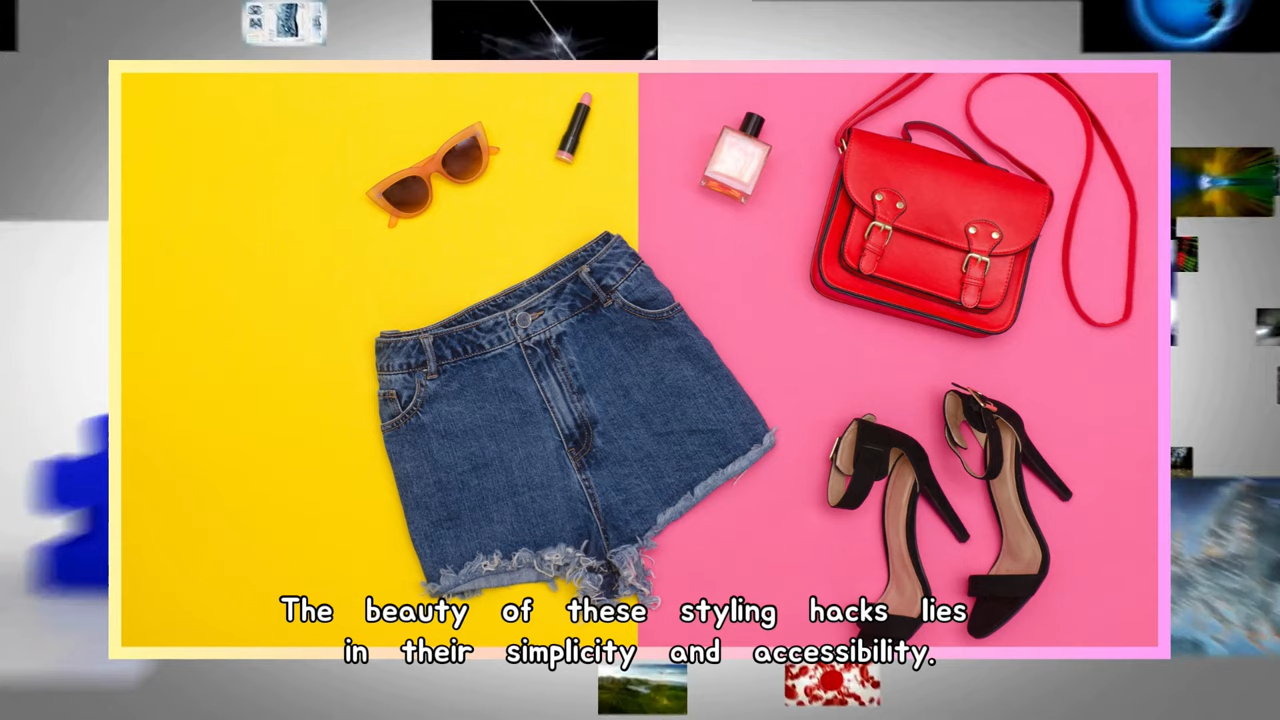 The beauty of these styling hacks lies
in their simplicity and accessibility.